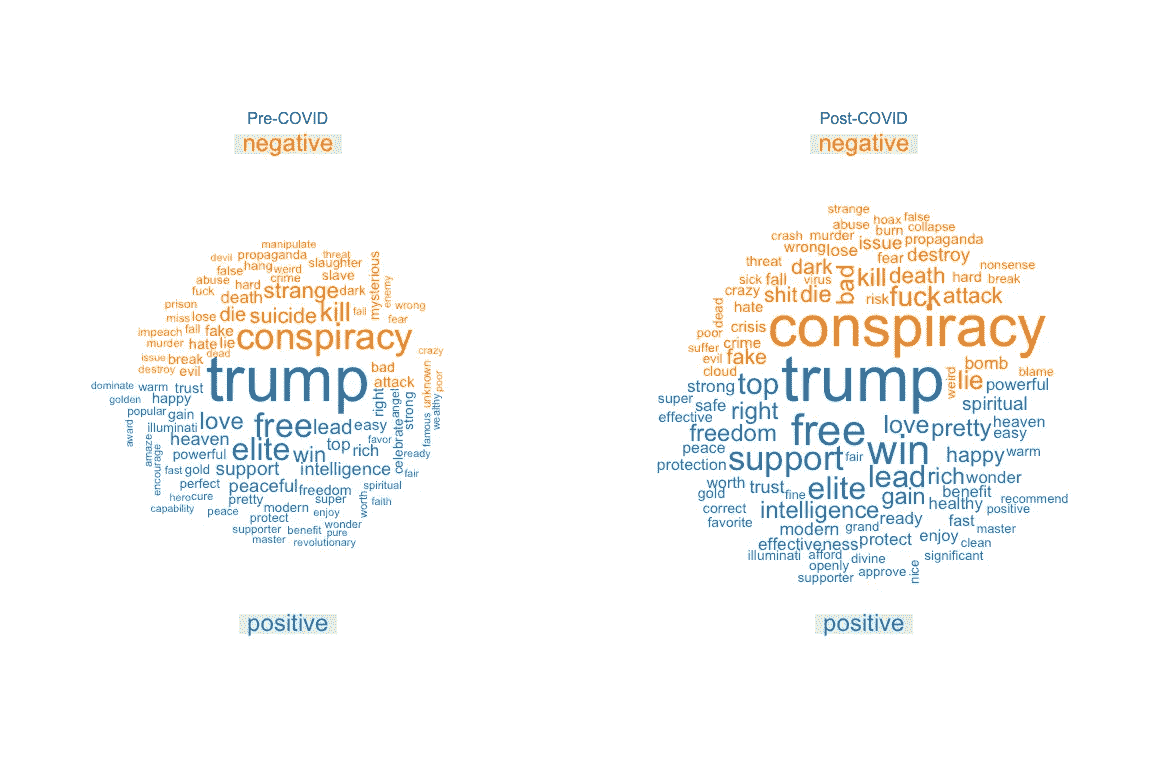 Pre-COVID
negative
manipulate
devil propaganda threat
false hang weird slaughter mysterious
abuse crime slave
fuck hard strange dark enemy
prison death
miss lose die suicide kill fail wrong
fear
impeach fall fake conspiracy
murder hate lie
issue break dead crazy
destroy evil trump bad unknown
attack poor
dominate warm trust right angel strong wealthy
golden happy
popular gain love free lead easy famous
award illuminati
amaze heaven elite win top favor celebrate
powerful rich ready
encourage fast gold support intelligence fair
perfect peaceful freedom spiritual
hero cure pretty super worth faith
capability peace modern enjoy
protect wonder
supporter benefit pure
master revolutionary
positive
Post-COVID
negative
strange
abuse hoax false
crash murder burn collapse
wrong lose issue propaganda
threat dark bad fear destroy
sick fall virus kill death hard nonsense
break
crazy shit die risk fuck attack
dead hate
poor crisis conspiracy
suffer crime
evil fake bomb
cloud trump weird lie blame
strong top powerful
super safe right spiritual
effective
freedom free love pretty heaven
easy
peace support fair win happy warm
protection
worth trust fine elite lead rich wonder
gold gain benefit
correct intelligence healthy recommend
positive
favorite modern grand ready fast master
effectiveness protect enjoy clean
illuminati afford divine significant
openly
supporter approve nice
positive